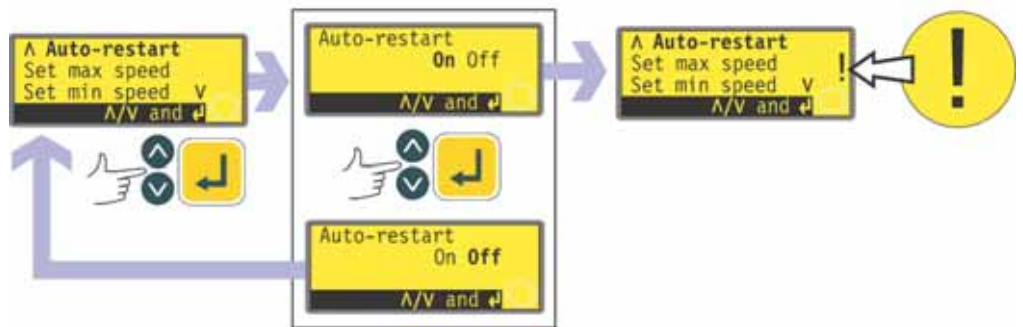 Λ Auto-restart
Set max speed
Set min speed V
Λ/V and ↲
Auto-restart
On Off
Λ/V and ↲
Auto-restart
On Off
Λ/V and ↲
Λ Auto-restart
Set max speed !
Set min speed V
Λ/V and ↲
!